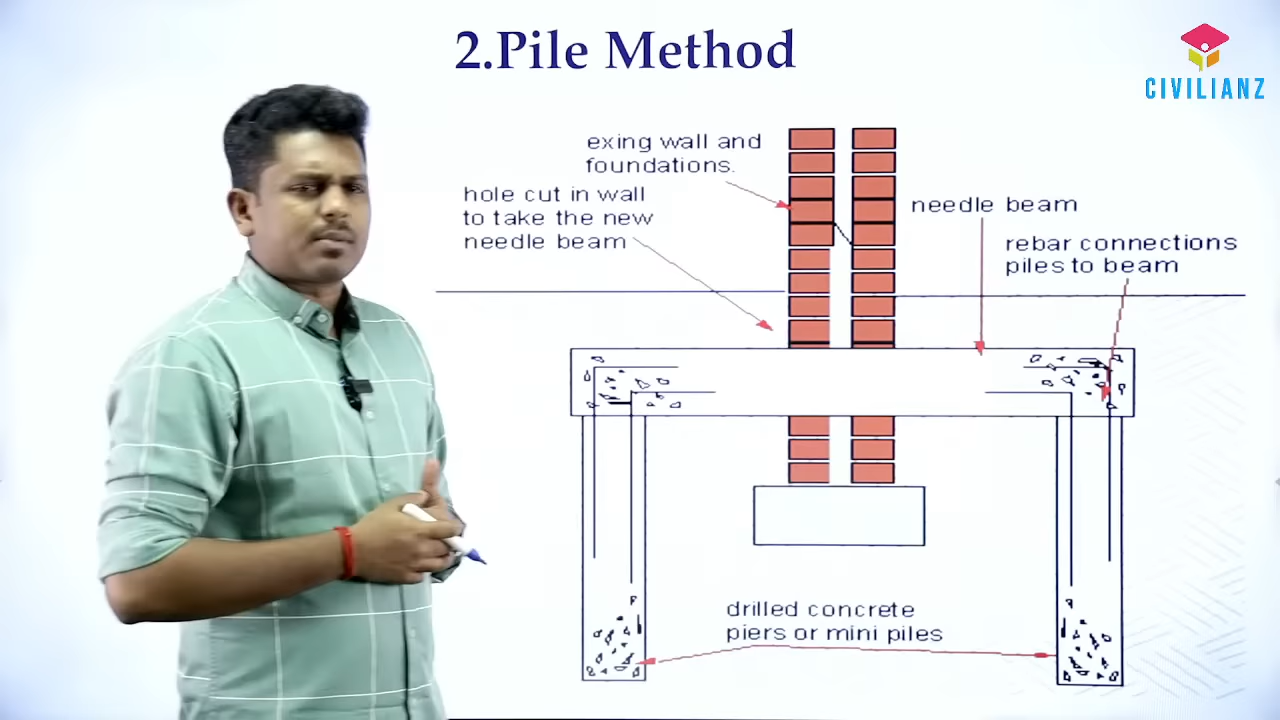 2.Pile Method
CIVILIANZ
exing wall and
foundations.
hole cut in wall
to take the new
needle beam
needle beam
rebar connections
piles to beam
drilled concrete
piers or mini piles